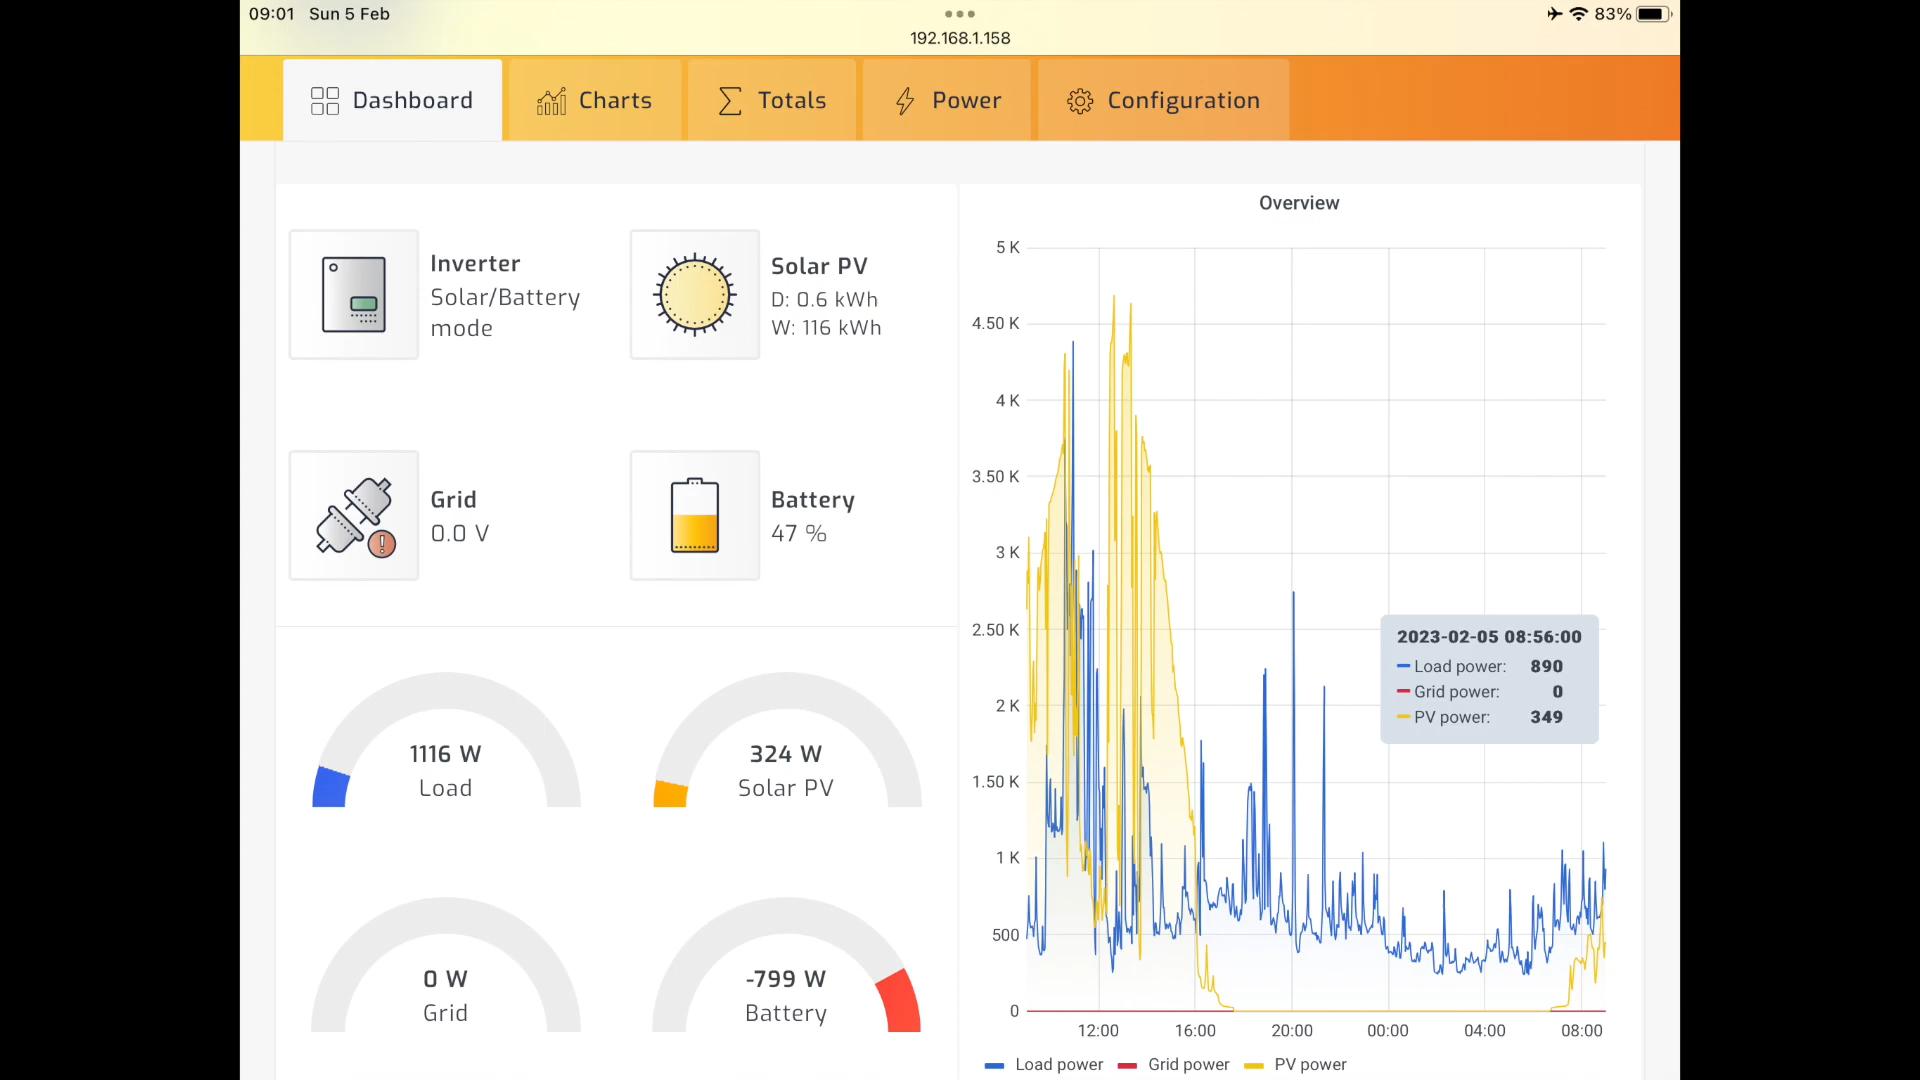 09:01 Sun 5 Feb
83%
192.168.1.158
Dashboard
Charts
Totals
Power
Configuration
Inverter
Solar/Battery
mode
Solar PV
D: 0.6 kWh
W: 116 kWh
Grid
0.0 V
Battery
47 %
1116 W
Load
324 W
Solar PV
0 W
Grid
-799 W
Battery
Overview
5 K
4.50 K
4 K
3.50 K
3 K
2.50 K
2 K
1.50 K
1 K
500
0
12:00 16:00 20:00 00:00 04:00 08:00
2023-02-05 08:56:00
Load power: 890
Grid power: 0
PV power: 349
Load power Grid power PV power